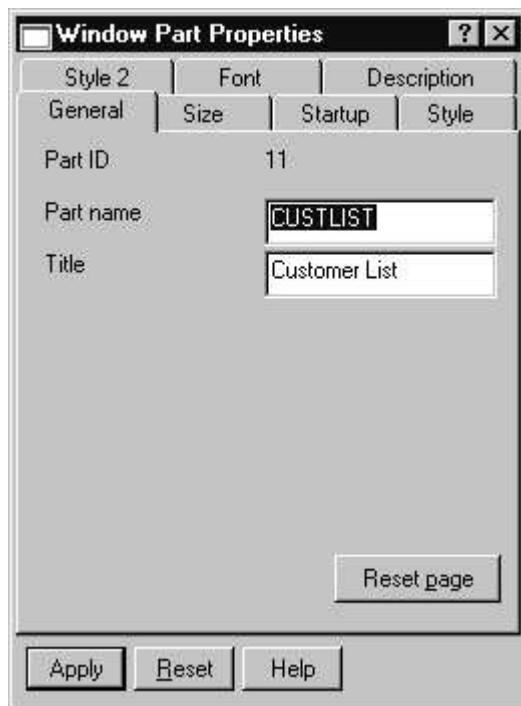 Window Part Properties ? X
Style 2 Font Description
General Size Startup Style
Part ID 11
Part name CUSTLIST
Title Customer List
Reset page
Apply Reset Help